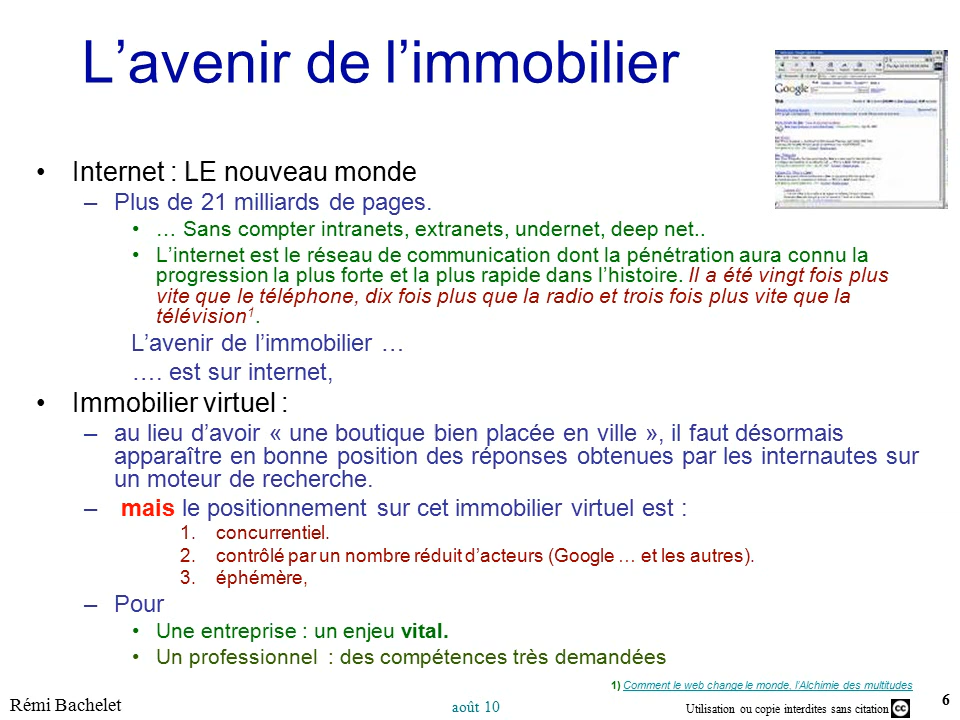 L’avenir de l’immobilier
Google
• Internet : LE nouveau monde
– Plus de 21 milliards de pages.
• … Sans compter intranets, extranets, undernet, deep net..
• L’internet est le réseau de communication dont la pénétration aura connu la
progression la plus forte et la plus rapide dans l’histoire. Il a été vingt fois plus
vite que le téléphone, dix fois plus que la radio et trois fois plus vite que la
télévision¹.
L’avenir de l’immobilier …
…. est sur internet,
• Immobilier virtuel :
– au lieu d’avoir « une boutique bien placée en ville », il faut désormais
apparaître en bonne position des réponses obtenues par les internautes sur
un moteur de recherche.
– mais le positionnement sur cet immobilier virtuel est :
1. concurrentiel.
2. contrôlé par un nombre réduit d’acteurs (Google … et les autres).
3. éphémère,
– Pour
• Une entreprise : un enjeu vital.
• Un professionnel : des compétences très demandées
1) Comment le web change le monde, l’Alchimie des multitudes
Rémi Bachelet
août 10
Utilisation ou copie interdites sans citation
cc
6